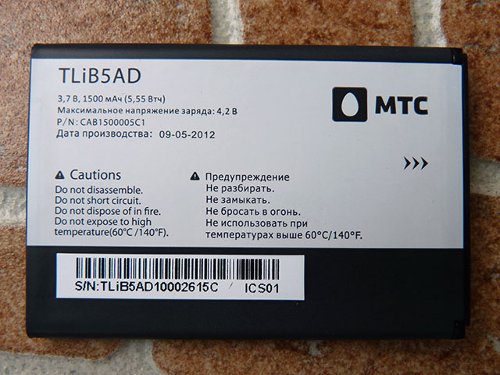 TLiB5AD
3,7 В, 1500 мАч (5,55 Втч)
Максимальное напряжение заряда: 4,2 В
P/N: CAB1500005C1
Дата производства: 09-05-2012
МТС
Cautions
Do not disassemble.
Do not short circuit.
Do not dispose of in fire.
Do not expose to high
temperature(60°C /140°F).
Предупреждение
Не разбирать.
Не замыкать.
Не бросать в огонь.
Не использовать при
температурах выше 60°C/140°F.
S/N:TLiB5AD10002615C ICS01